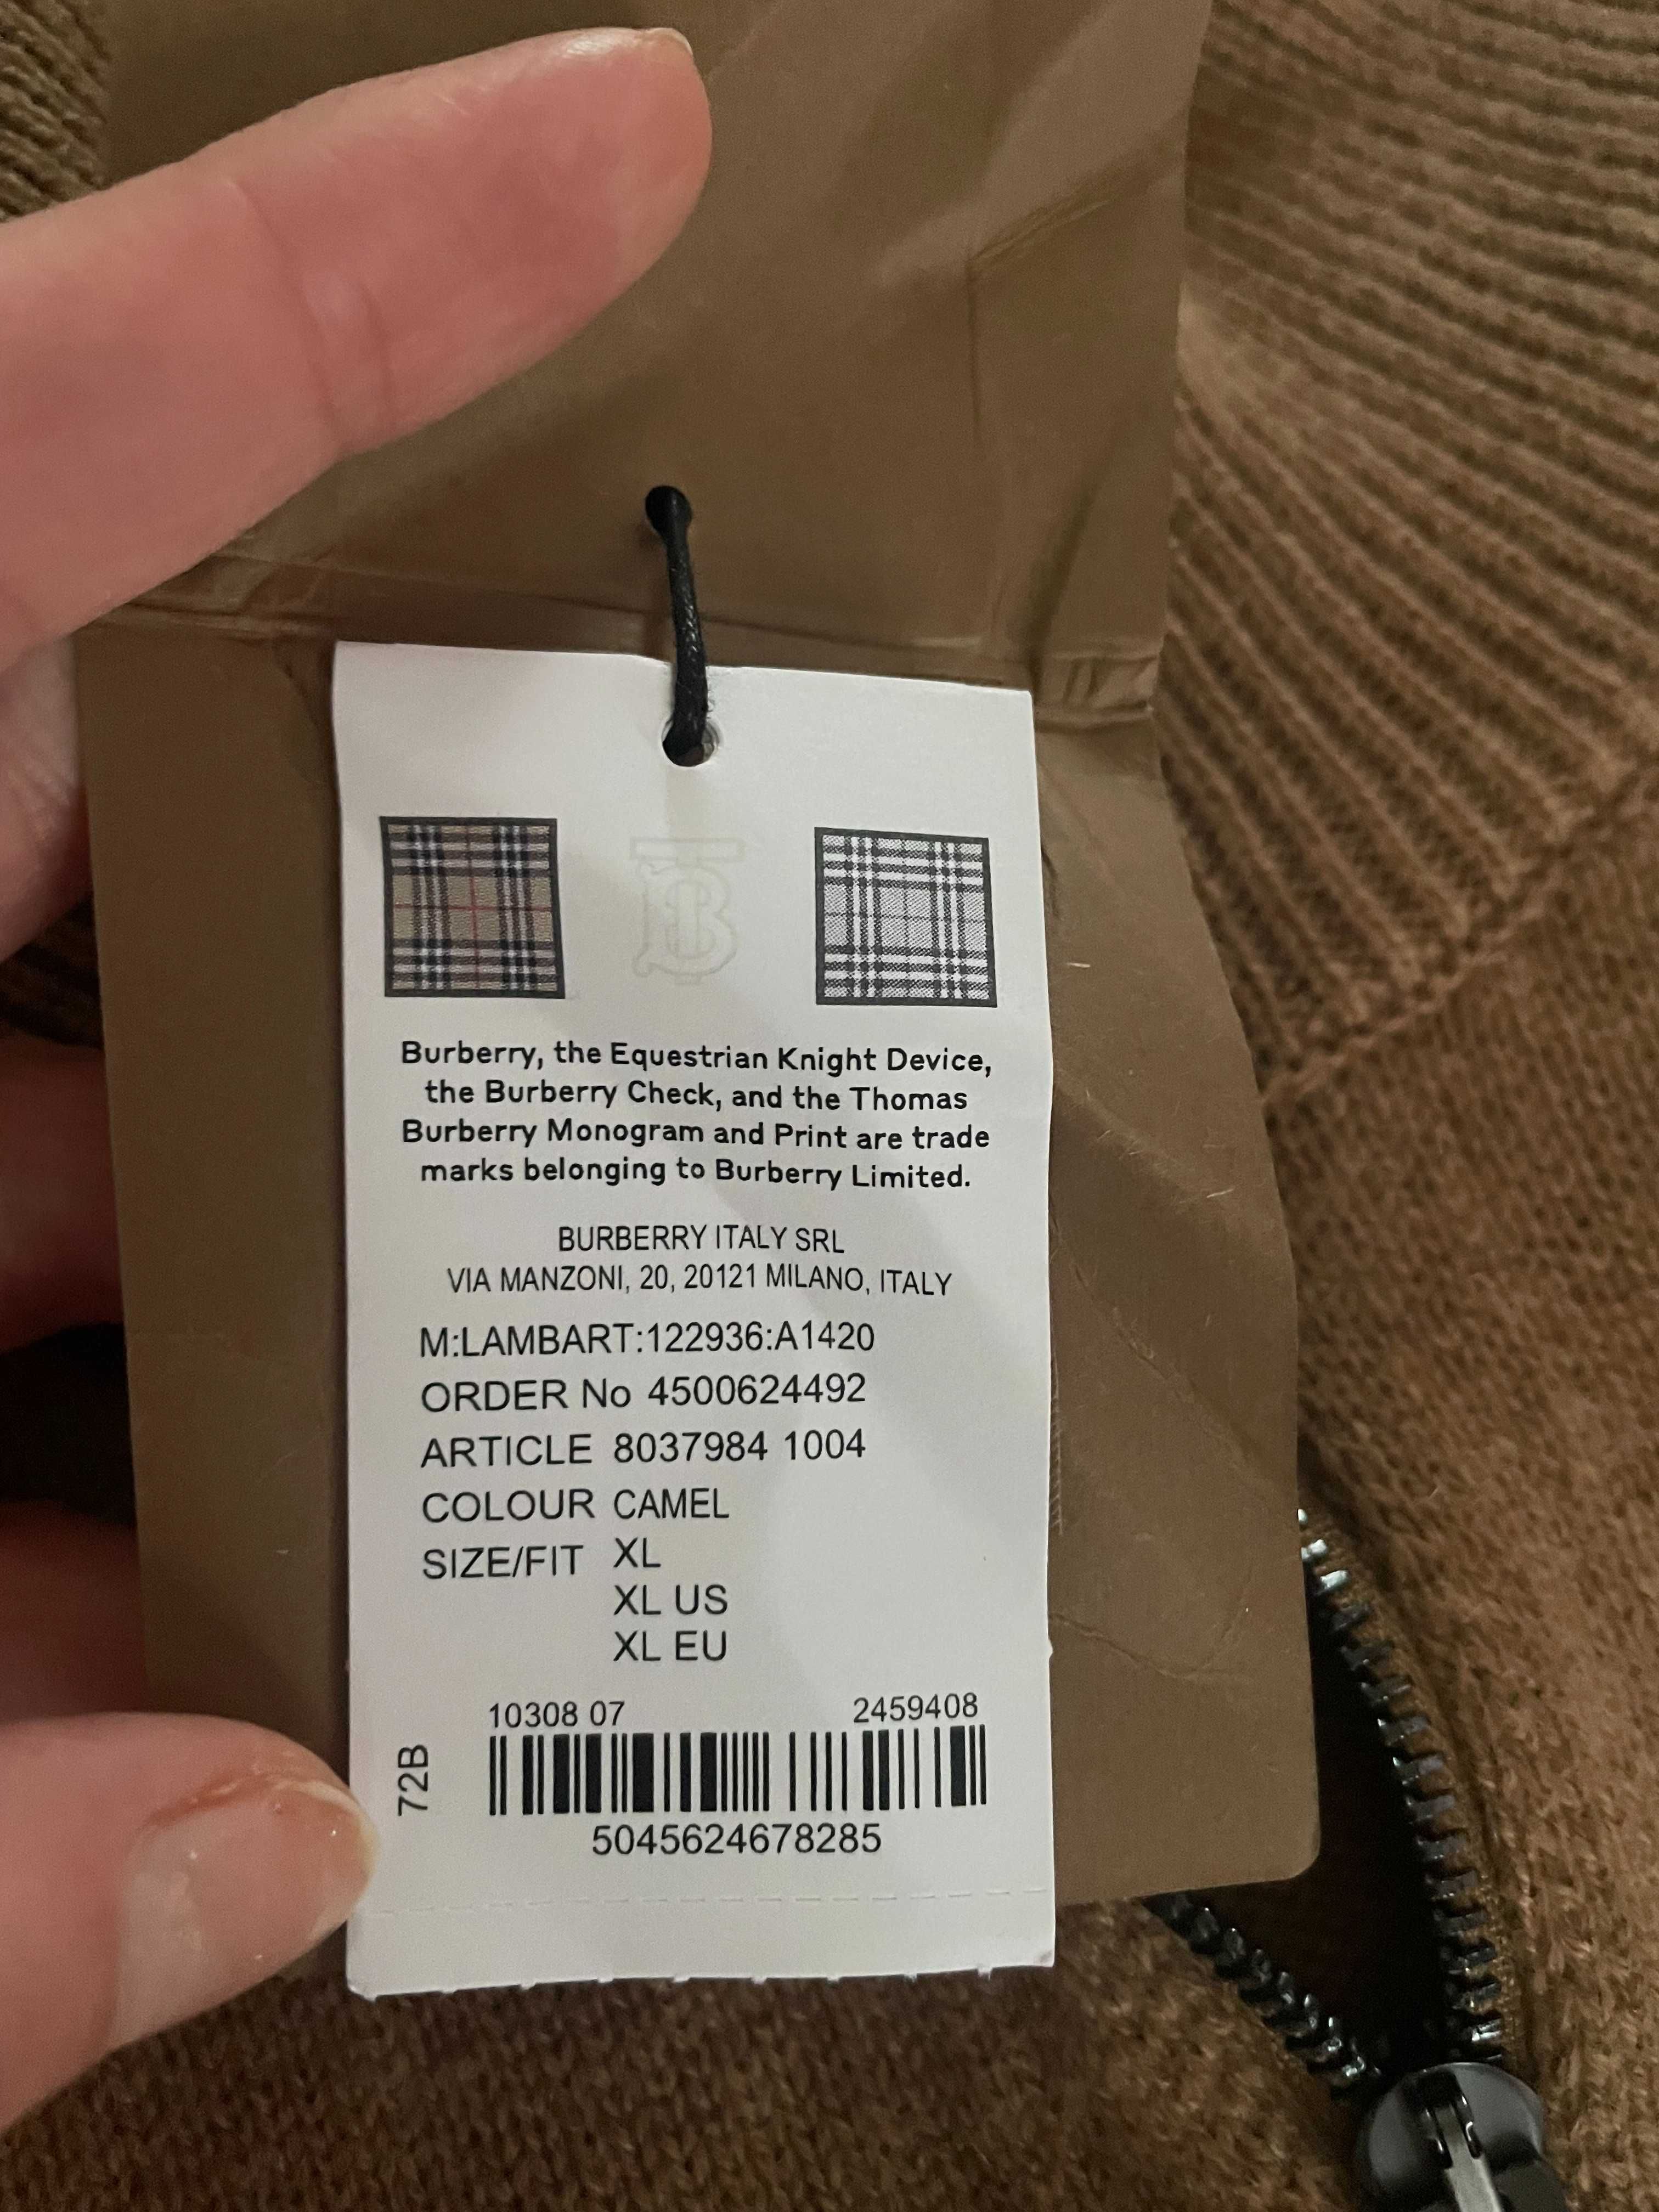 Burberry, the Equestrian Knight Device,
the Burberry Check, and the Thomas
Burberry Monogram and Print are trade
marks belonging to Burberry Limited.
BURBERRY ITALY SRL
VIA MANZONI, 20, 20121 MILANO, ITALY
M:LAMBART:122936:A1420
ORDER No 4500624492
ARTICLE 8037984 1004
COLOUR CAMEL
SIZE/FIT XL
XL US
XL EU
10308 07 2459408
72B
5045624678285